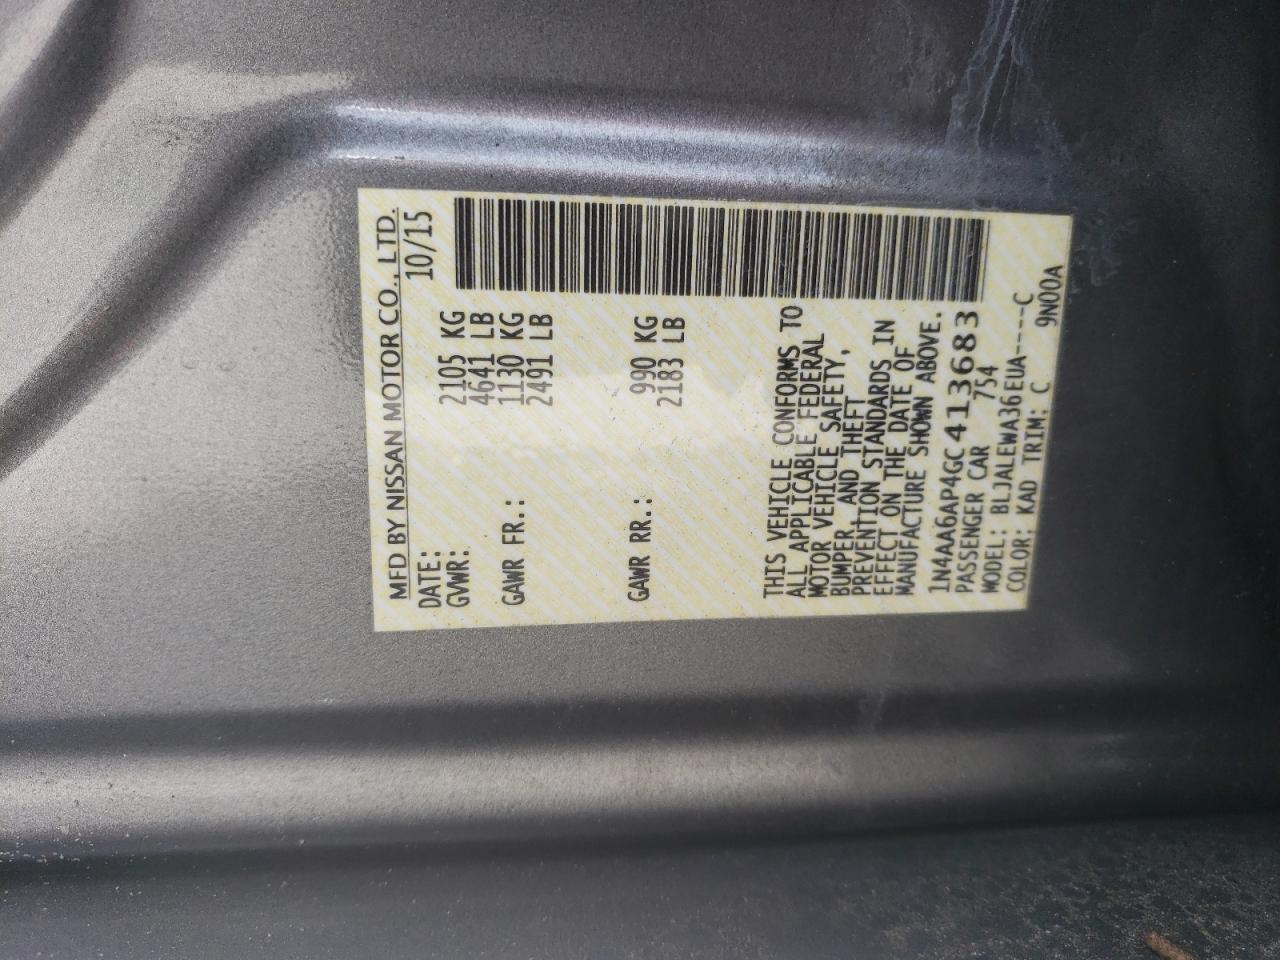 MFD BY NISSAN MOTOR CO., LTD.
DATE: 10/15
GVWR: 2105 KG
4641 LB
GAWR FR.: 1130 KG
2491 LB
GAWR RR.: 990 KG
2183 LB
THIS VEHICLE CONFORMS TO
ALL APPLICABLE FEDERAL
MOTOR VEHICLE SAFETY,
BUMPER, AND THEFT
PREVENTION STANDARDS IN
EFFECT ON THE DATE OF
MANUFACTURE SHOWN ABOVE.
1N4AA6AP4GC413683
PASSENGER CAR 754
MODEL: BLJALEWA36EUA-----C
COLOR: KAD TRIM: C 9N00A